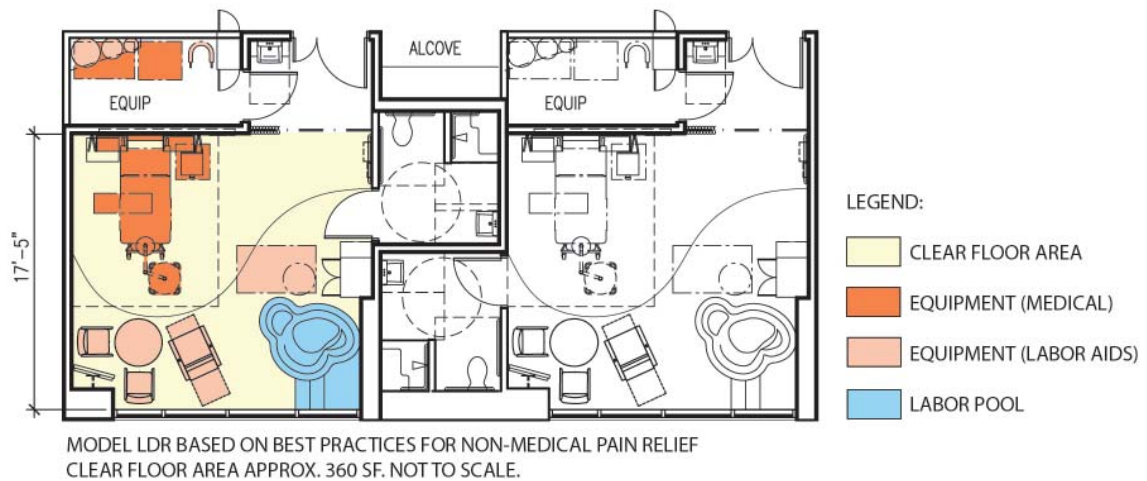 ALCOVE
EQUIP
EQUIP
17'-5"
LEGEND:
CLEAR FLOOR AREA
EQUIPMENT (MEDICAL)
EQUIPMENT (LABOR AIDS)
LABOR POOL
MODEL LDR BASED ON BEST PRACTICES FOR NON-MEDICAL PAIN RELIEF
CLEAR FLOOR AREA APPROX. 360 SF. NOT TO SCALE.